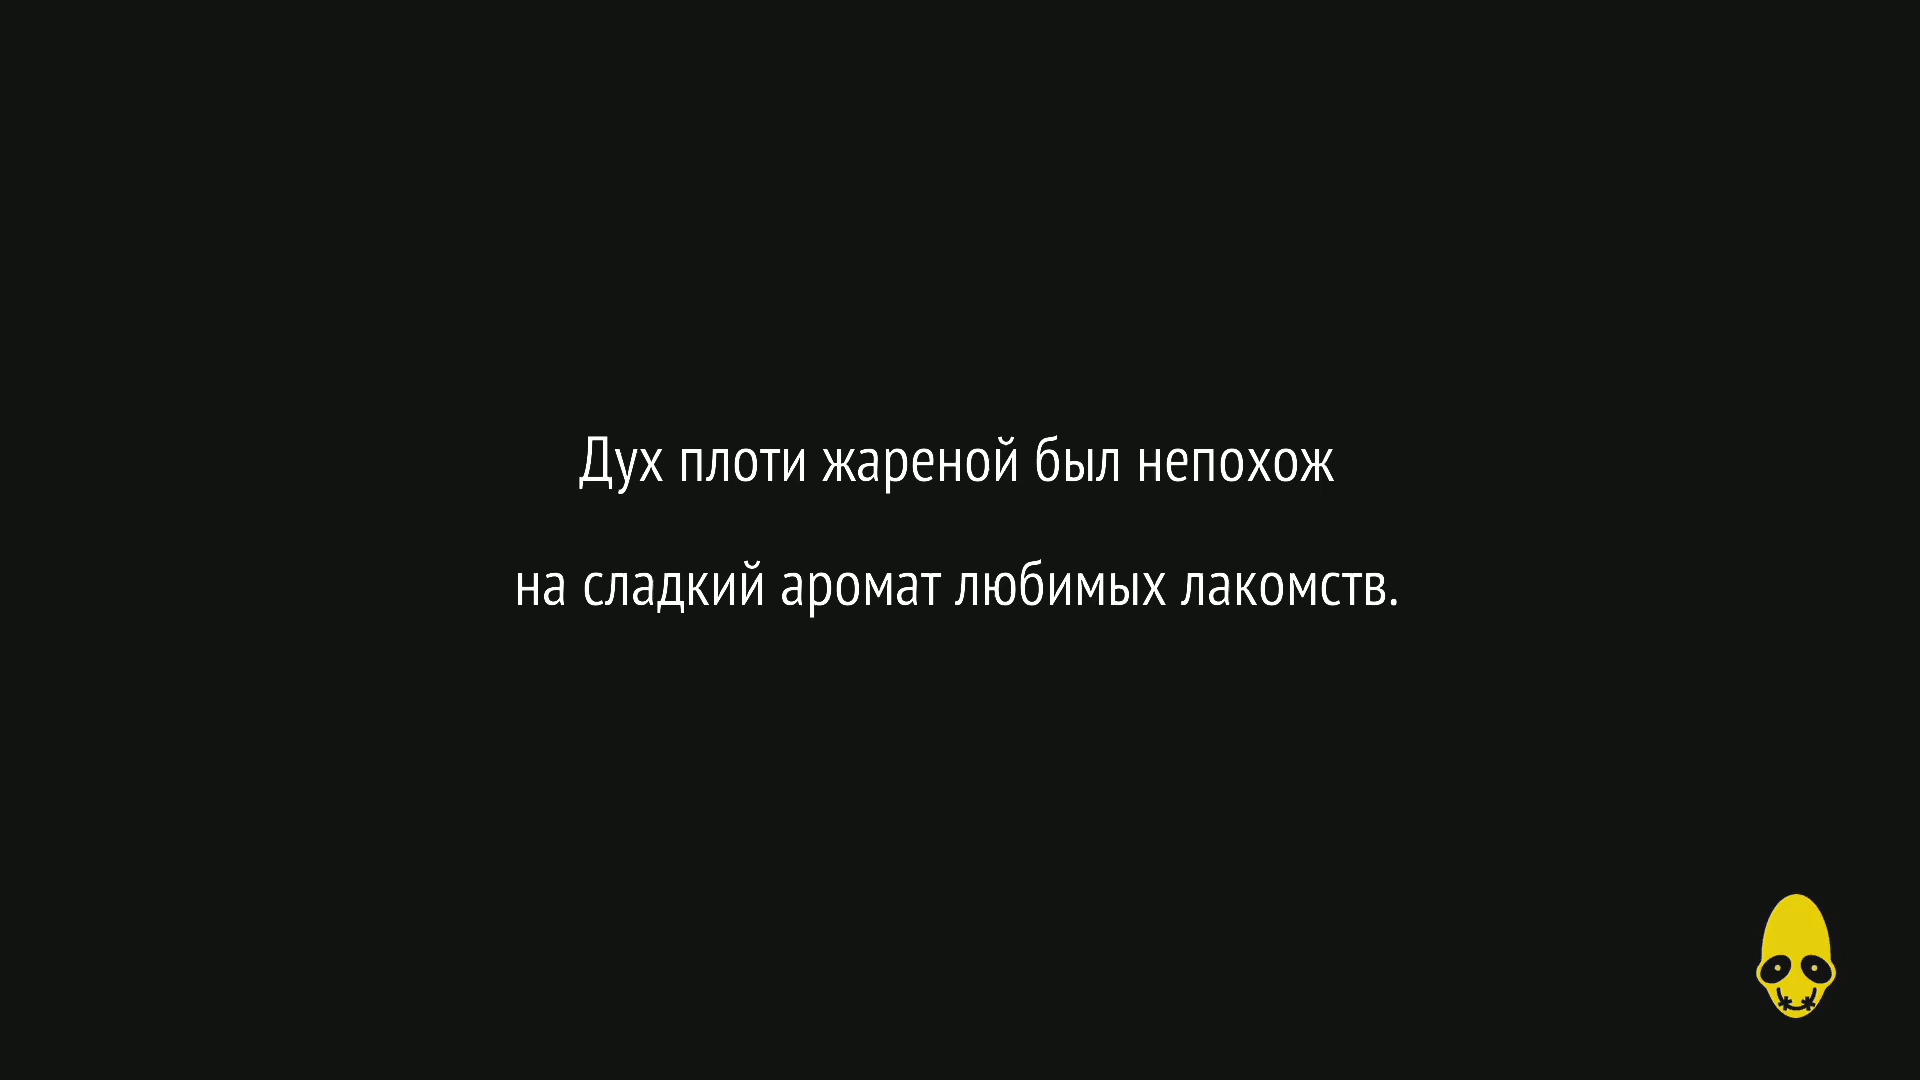 Дух плоти жареной был непохож
на сладкий аромат любимых лакомств.